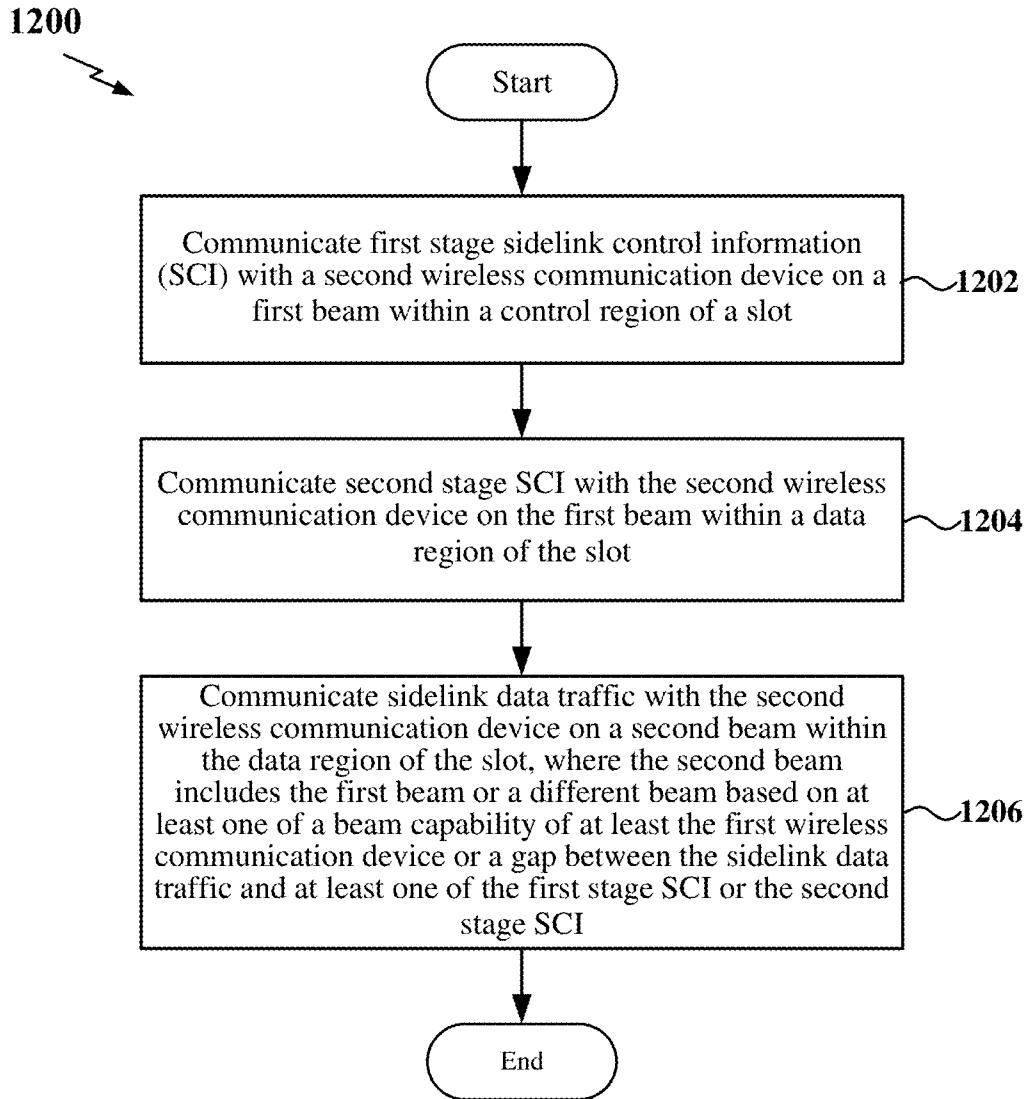 1200
Start
Communicate first stage sidelink control information
(SCI) with a second wireless communication device on a
first beam within a control region of a slot
1202
Communicate second stage SCI with the second wireless
communication device on the first beam within a data
region of the slot
1204
Communicate sidelink data traffic with the second
wireless communication device on a second beam within
the data region of the slot, where the second beam
includes the first beam or a different beam based on at
least one of a beam capability of at least the first wireless
communication device or a gap between the sidelink data
traffic and at least one of the first stage SCI or the second
stage SCI
1206
End